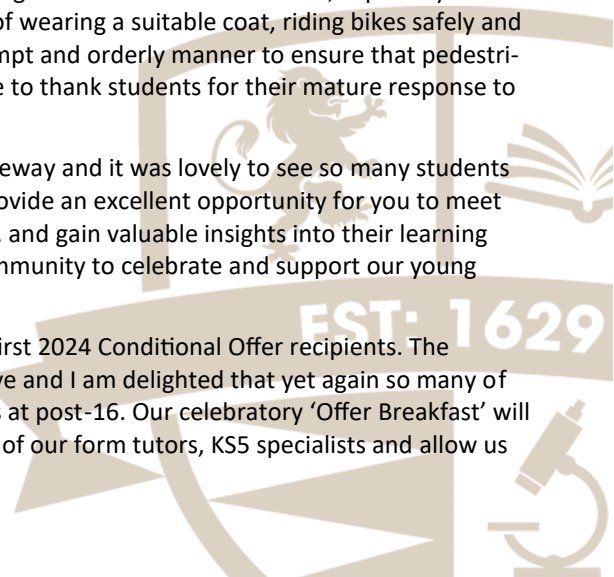 of wearing a suitable coat, riding bikes safely and
mpt and orderly manner to ensure that pedestri-
e to thank students for their mature response to
eway and it was lovely to see so many students
ovide an excellent opportunity for you to meet
, and gain valuable insights into their learning
mmunity to celebrate and support our young
EST: 1629
irst 2024 Conditional Offer recipients. The
ve and I am delighted that yet again so many of
s at post-16. Our celebratory ‘Offer Breakfast’ will
of our form tutors, KS5 specialists and allow us